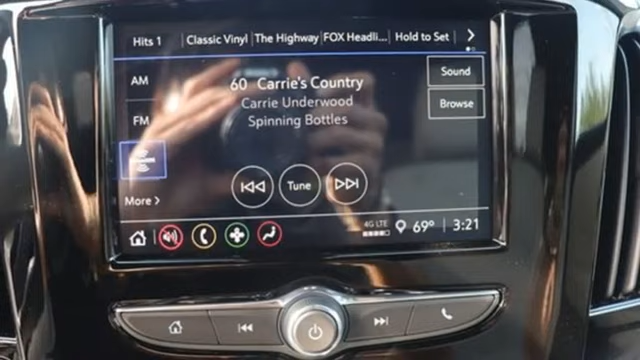 Hits 1 Classic Vinyl The Highway FOX Headli... Hold to Set
AM
60 Carrie's Country
Sound
Carrie Underwood
Browse
FM
Spinning Bottles
Tune
More
4G LTE
69° 3:21